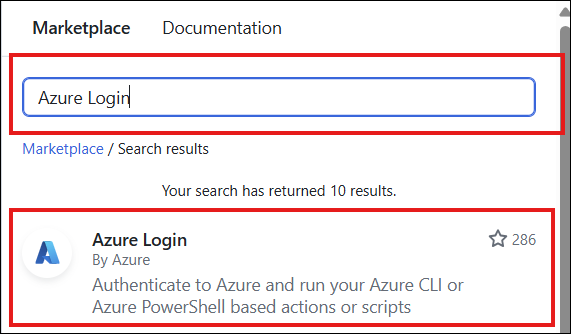 Marketplace Documentation
Azure Login
Marketplace / Search results
Your search has returned 10 results.
Azure Login 286
By Azure
Authenticate to Azure and run your Azure CLI or
Azure PowerShell based actions or scripts